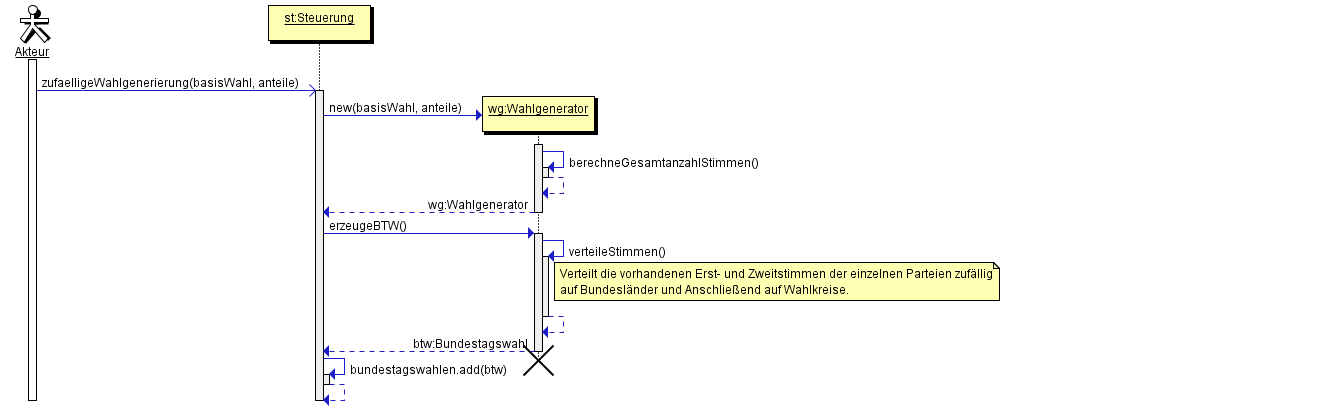 st:Steuerung
Akteur
zufaelligeWahlgenerierung(basisWahl, anteile)
new(basisWahl, anteile)
wg:Wahlgenerator
berechneGesamtanzahlStimmen()
wg:Wahlgenerator
erzeugeBTW()
verteileStimmen()
Verteilt die vorhandenen Erst- und Zweitstimmen der einzelnen Parteien zufällig
auf Bundesländer und Anschließend auf Wahlkreise.
btw:Bundestagswahl
bundestagswahlen.add(btw)